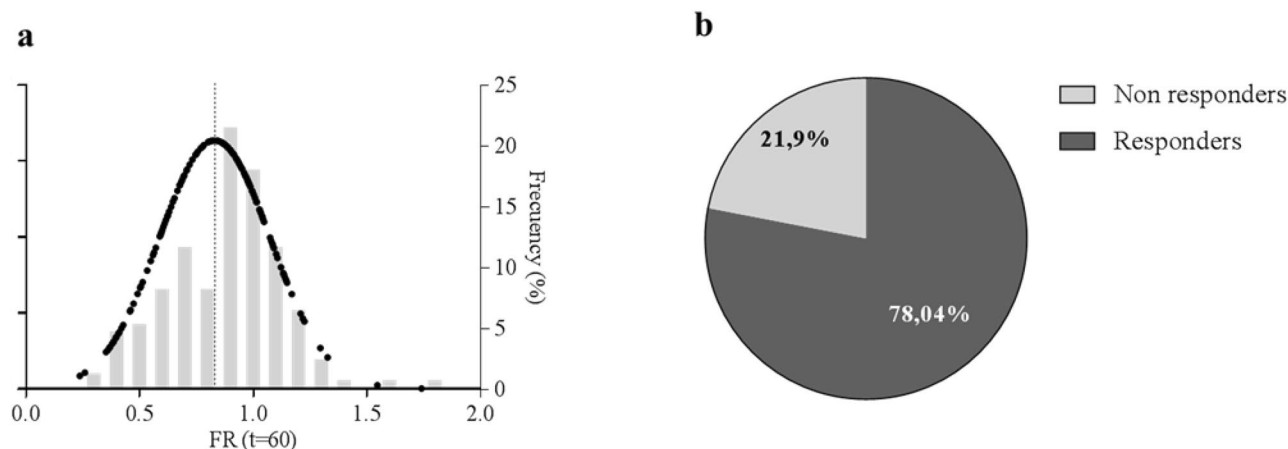 a
25
20
15
10
5
0
Frecuency (%)
0.0 0.5 1.0 1.5 2.0
FR (t=60)
b
21,9%
78,04%
Non responders
Responders